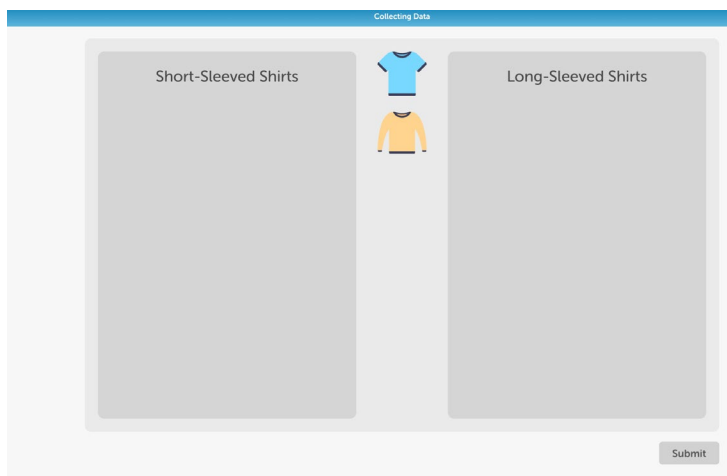 Collecting Data
Short-Sleeved Shirts
Long-Sleeved Shirts
Submit